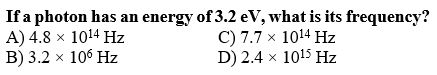 If a photon has an energy of 3.2 eV, what is its frequency?
A) 4.8 × 10¹⁴ Hz C) 7.7 × 10¹⁴ Hz
B) 3.2 × 10⁶ Hz D) 2.4 × 10¹⁵ Hz